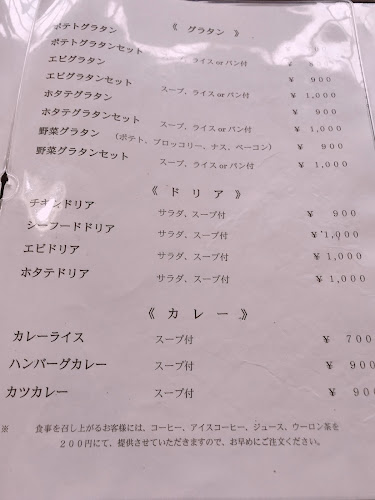 《 グラタン 》
ポテトグラタン
ポテトグラタンセット スープ、ライス or パン付
エビグラタン ¥ 900
エビグラタンセット スープ、ライス or パン付 ¥ 1,000
ホタテグラタン ¥ 900
ホタテグラタンセット スープ、ライス or パン付 ¥ 1,000
野菜グラタン (ポテト、ブロッコリー、ナス、ベーコン) ¥ 900
野菜グラタンセット スープ、ライス or パン付 ¥ 1,000
《 ド リ ア 》
チキンドリア サラダ、スープ付 ¥ 900
シーフードドリア サラダ、スープ付 ¥ 1,000
エビドリア サラダ、スープ付 ¥ 1,000
ホタテドリア サラダ、スープ付 ¥ 1,000
《 カ レ ー 》
カレーライス スープ付 ¥ 700
ハンバーグカレー スープ付 ¥ 900
カツカレー スープ付 ¥ 900
※ 食事を召し上がるお客様には、コーヒー、アイスコーヒー、ジュース、ウーロン茶を
200円にて、提供させていただきますので、お早めにご注文ください。